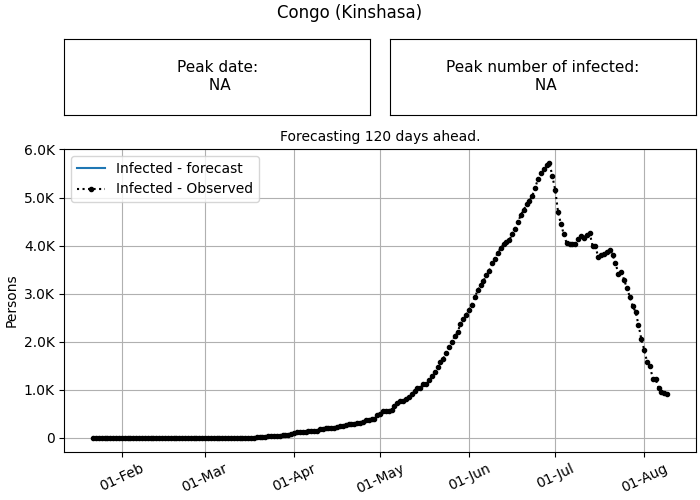 Congo (Kinshasa)
Peak date:
NA
Peak number of infected:
NA
Forecasting 120 days ahead.
6.0K
5.0K
4.0K
3.0K
2.0K
1.0K
0
Persons
Infected - forecast
Infected - Observed
01-Feb
01-Mar
01-Apr
01-May
01-Jun
01-Jul
01-Aug